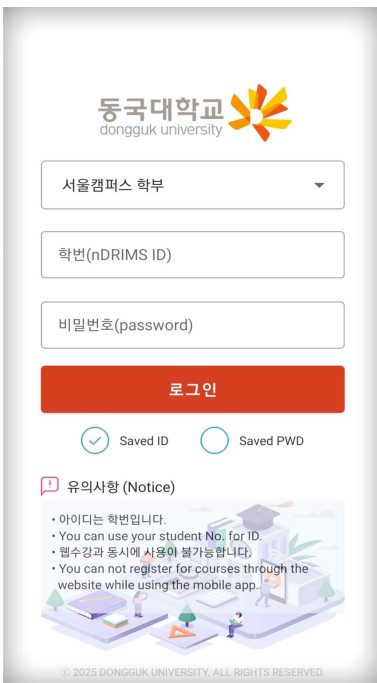 동국대학교
dongguk university
서울캠퍼스 학부
학번(nDRIMS ID)
비밀번호(password)
로그인
Saved ID
Saved PWD
! 유의사항 (Notice)
• 아이디는 학번입니다.
• You can use your student No. for ID.
• 웹수강과 동시에 사용이 불가능합니다.
• You can not register for courses through the
website while using the mobile app..
ⓒ 2025 DONGGUK UNIVERSITY. ALL RIGHTS RESERVED.